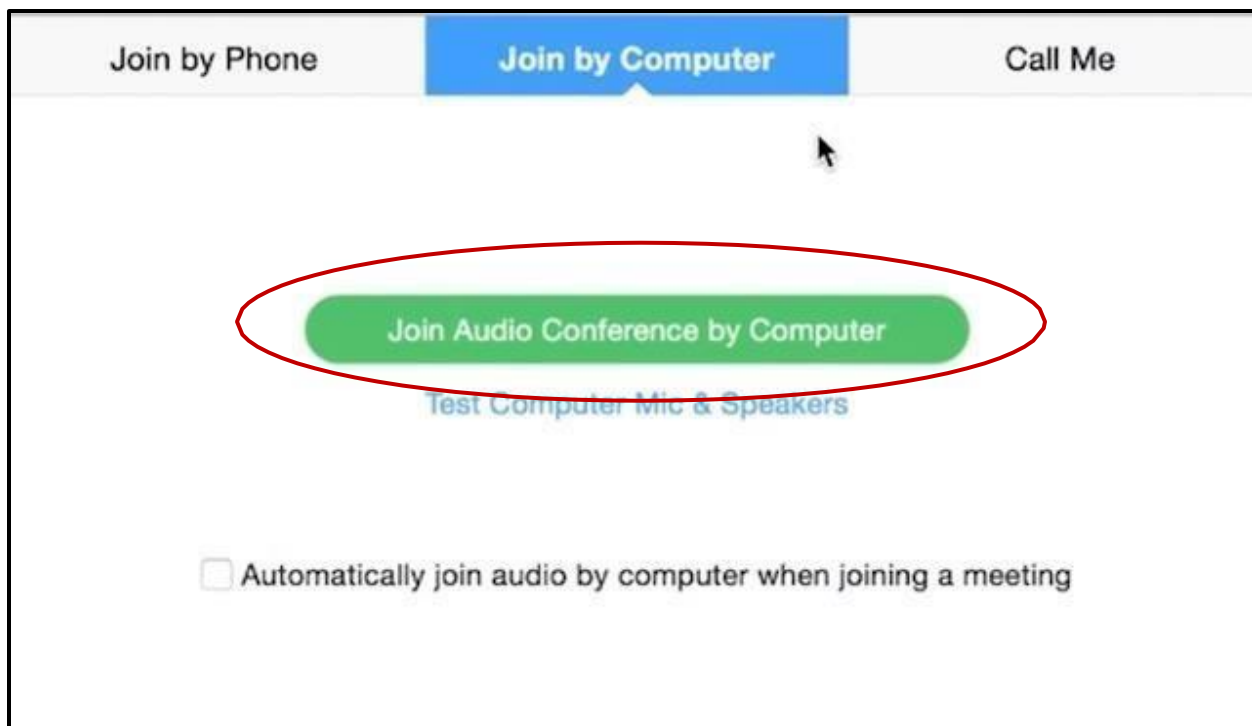 Join by Phone
Join by Computer
Call Me
Join Audio Conference by Computer
Test Computer Mic & Speakers
Automatically join audio by computer when joining a meeting